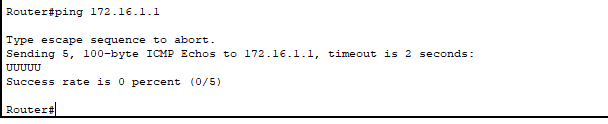 Router#ping 172.16.1.1
Type escape sequence to abort.
Sending 5, 100-byte ICMP Echos to 172.16.1.1, timeout is 2 seconds:
UUUUU
Success rate is 0 percent (0/5)
Router#